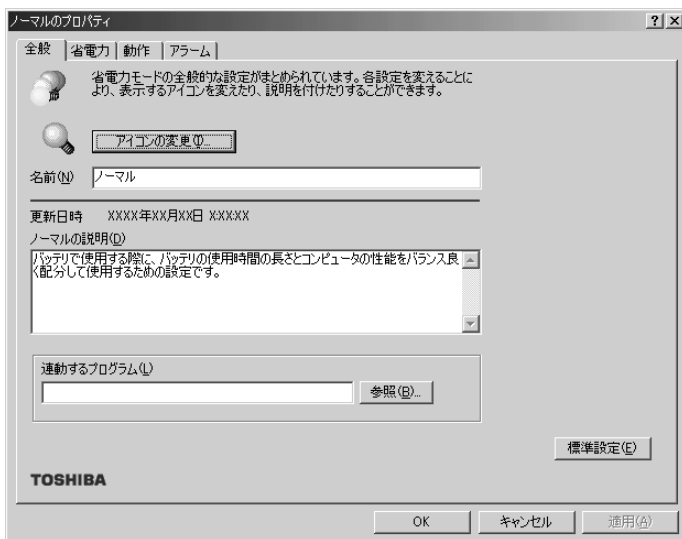 ノーマルのプロパティ
全般 省電力 動作 アラーム
省電力モードの全般的な設定がまとめられています。各設定を変えることに
より、表示するアイコンを変えたり、説明を付けたりすることができます。
アイコンの変更(I)...
名前(N) ノーマル
更新日時 XXXX年XX月XX日 XX:XX:XX
ノーマルの説明(D)
バッテリで使用する際に、バッテリの使用時間の長さとコンピュータの性能をバランス良
く配分して使用するための設定です。
連動するプログラム(L)
参照(B)...
標準設定(E)
TOSHIBA
OK キャンセル 適用(A)